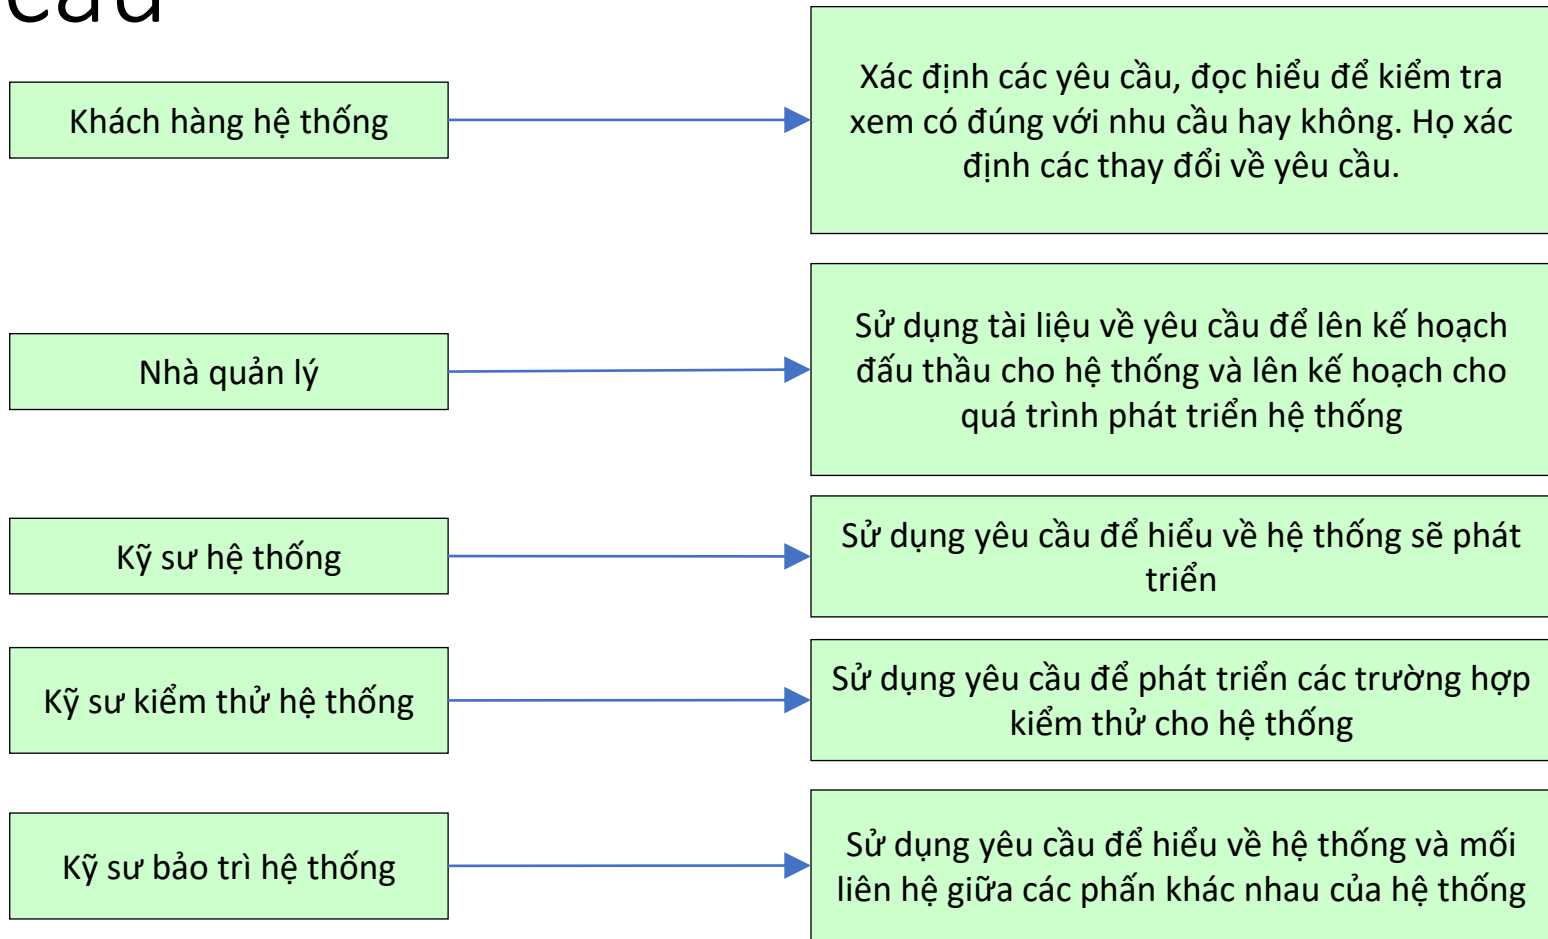 cầu
Khách hàng hệ thống
Xác định các yêu cầu, đọc hiểu để kiểm tra
xem có đúng với nhu cầu hay không. Họ xác
định các thay đổi về yêu cầu.
Nhà quản lý
Sử dụng tài liệu về yêu cầu để lên kế hoạch
đấu thầu cho hệ thống và lên kế hoạch cho
quá trình phát triển hệ thống
Kỹ sư hệ thống
Sử dụng yêu cầu để hiểu về hệ thống sẽ phát
triển
Kỹ sư kiểm thử hệ thống
Sử dụng yêu cầu để phát triển các trường hợp
kiểm thử cho hệ thống
Kỹ sư bảo trì hệ thống
Sử dụng yêu cầu để hiểu về hệ thống và mối
liên hệ giữa các phấn khác nhau của hệ thống